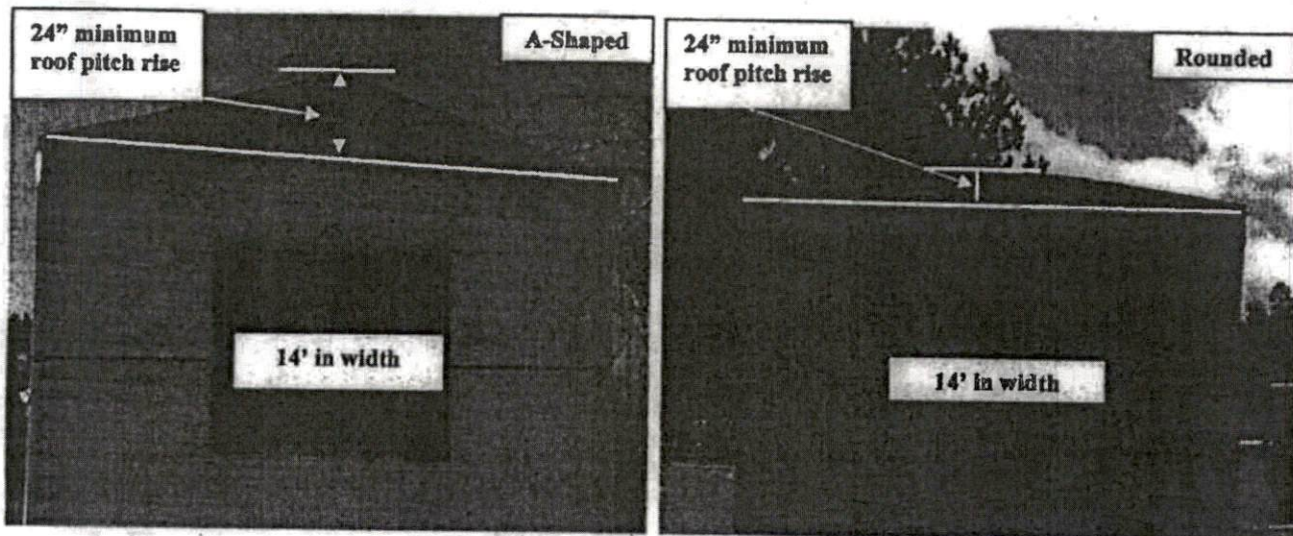 24” minimum
roof pitch rise
A-Shaped
14’ in width
24” minimum
roof pitch rise
Rounded
14’ in width